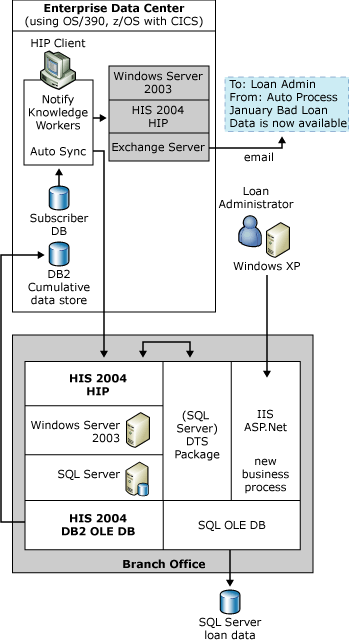 Enterprise Data Center
(using OS/390, z/OS with CICS)
HIP Client
Notify
Knowledge
Workers
Auto Sync
Windows Server
2003
HIS 2004
HIP
Exchange Server
To: Loan Admin
From: Auto Process
January Bad Loan
Data is now available
email
Subscriber
DB
DB2
Cumulative
data store
Loan
Administrator
Windows XP
HIS 2004
HIP
Windows Server
2003
SQL Server
HIS 2004
DB2 OLE DB
(SQL
Server)
DTS
Package
IIS
ASP.Net
new
business
process
SQL OLE DB
Branch Office
SQL Server
loan data